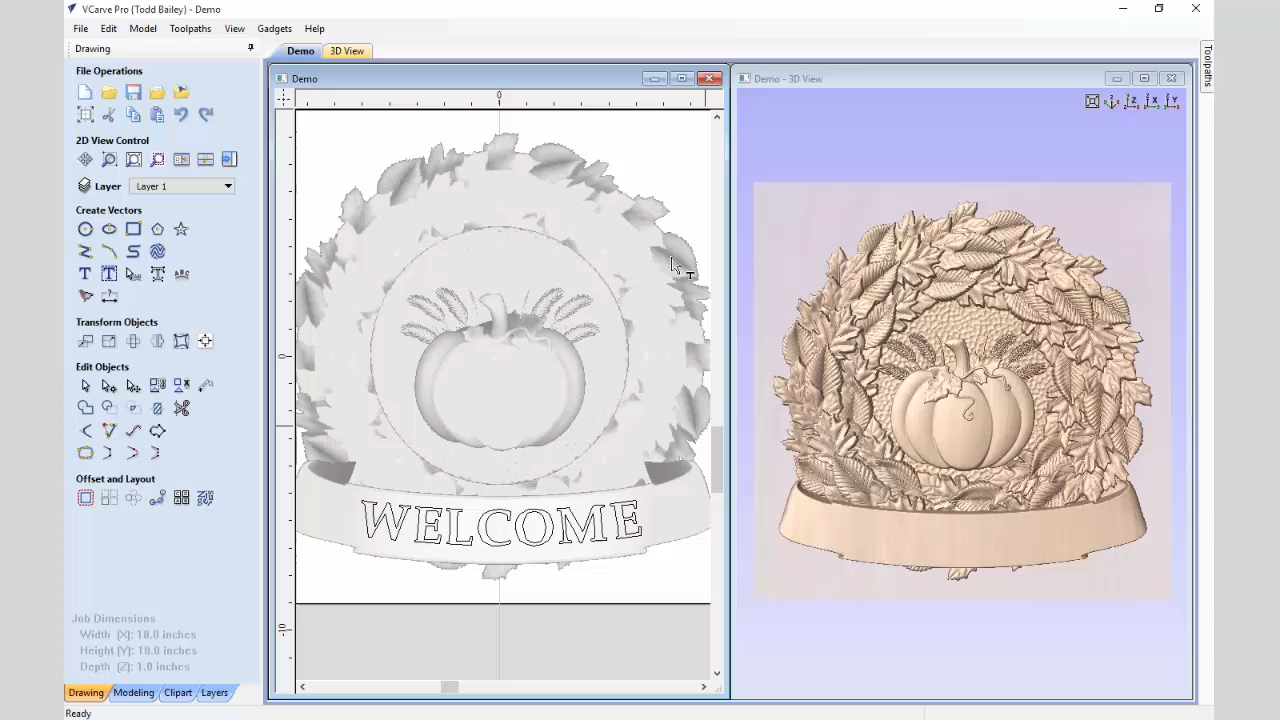 VCarve Pro (Todd Bailey) - Demo
File Edit Model Toolpaths View Gadgets Help
Drawing
Demo 3D View
Toolpaths
File Operations
2D View Control
Layer Layer 1
Create Vectors
Transform Objects
Edit Objects
Offset and Layout
Job Dimensions
Width (X): 18.0 inches
Height (Y): 18.0 inches
Depth (Z): 1.0 inches
Drawing Modeling Clipart Layers
Ready
Demo
0
0
-10
WELCOME
Demo - 3D View